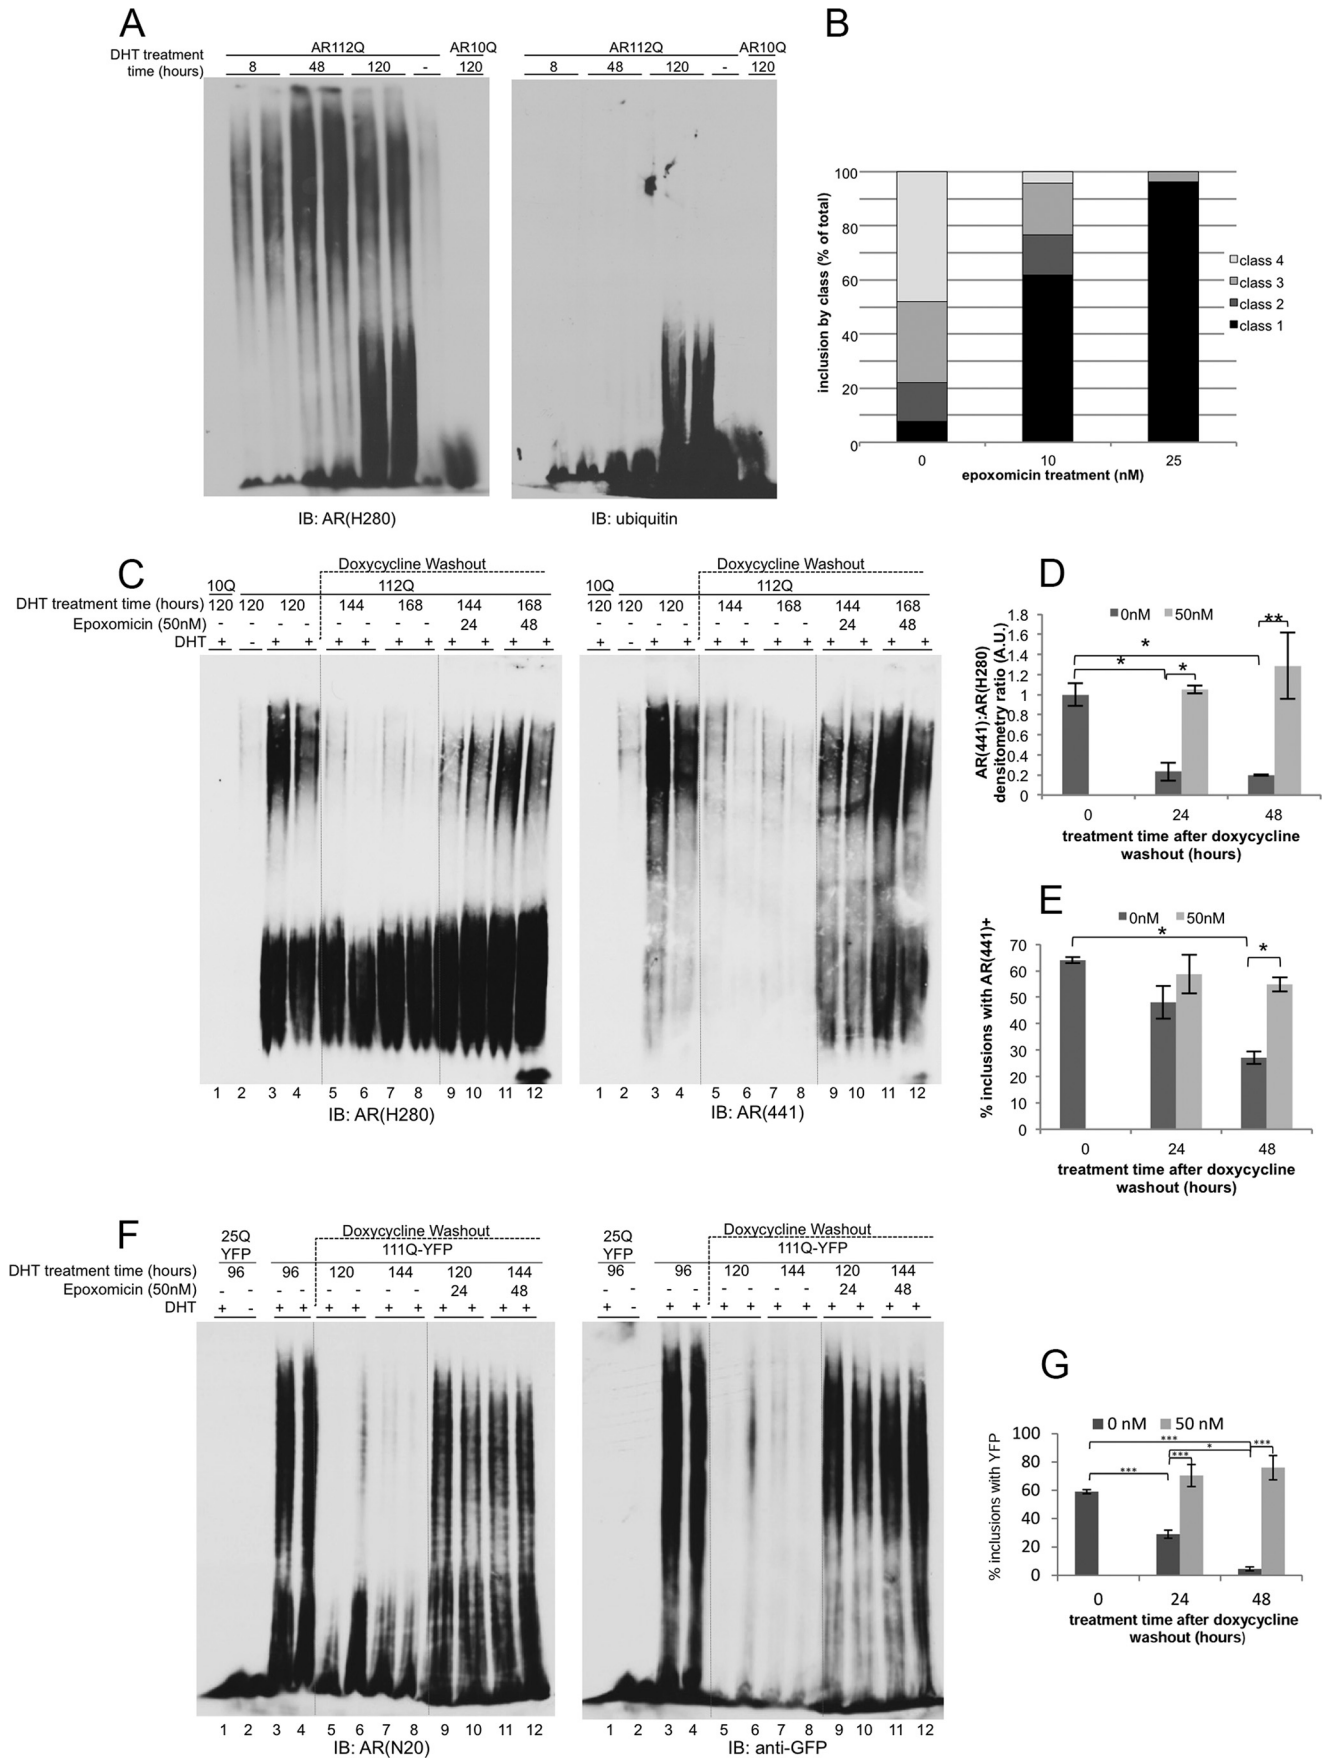 A
AR112Q AR10Q
DHT treatment
time (hours)
8 48 120 - 120
AR112Q AR10Q
8 48 120 - 120
IB: AR(H280)
IB: ubiquitin
B
inclusion by class (% of total)
100
80
60
40
20
0
0 10 25
epoxomicin treatment (nM)
class 4
class 3
class 2
class 1
C
Doxycycline Washout
10Q 112Q
DHT treatment time (hours) 120 120 120 144 168 144 168
Epoxomicin (50nM) - - - - - - - - 24 48
DHT + - + + + + + + + + + +
1 2 3 4 5 6 7 8 9 10 11 12
IB: AR(H280)
Doxycycline Washout
10Q 112Q
120 120 120 144 168 144 168
- - - - - - - - 24 48
+ - + + + + + + + + + +
1 2 3 4 5 6 7 8 9 10 11 12
IB: AR(441)
D
AR(441):AR(H280)
densitometry ratio (A.U.)
0nM 50nM
1.8
1.6
1.4
1.2
1
0.8
0.6
0.4
0.2
0
* * * **
0 24 48
treatment time after doxycycline
washout (hours)
E
% inclusions with AR(441)+
0nM 50nM
70
60
50
40
30
20
10
0
* *
0 24 48
treatment time after doxycycline
washout (hours)
F
Doxycycline Washout
25Q
YFP
111Q-YFP
DHT treatment time (hours) 96 96 120 144 120 144
Epoxomicin (50nM) - - - - - - - - 24 48
DHT + - + + + + + + + + + +
1 2 3 4 5 6 7 8 9 10 11 12
IB: AR(N20)
Doxycycline Washout
25Q
YFP
111Q-YFP
96 96 120 144 120 144
- - - - - - - - 24 48
+ - + + + + + + + + + +
1 2 3 4 5 6 7 8 9 10 11 12
IB: anti-GFP
G
% inclusions with YFP
0 nM 50 nM
100
80
60
40
20
0
*** *** *** * ***
0 24 48
treatment time after doxycycline
washout (hours)